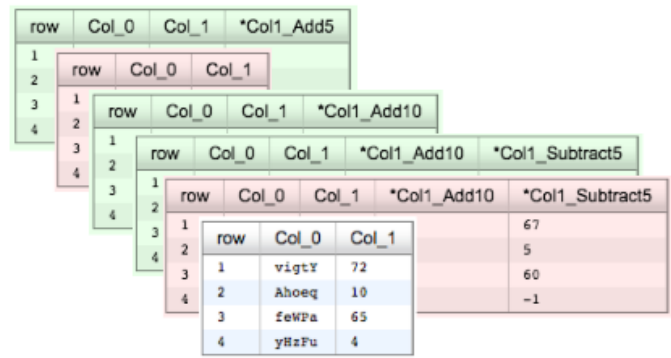 row Col_0 Col_1 *Col1_Add5
1
2
3
4
row Col_0 Col_1
1
2
3
4
row Col_0 Col_1 *Col1_Add10
1
2
3
4
row Col_0 Col_1 *Col1_Add10 *Col1_Subtract5
1
2
3
4
row Col_0 Col_1 *Col1_Add10 *Col1_Subtract5
1 67
2 5
3 60
4 -1
row Col_0 Col_1
1 vigtY 72
2 Ahoeq 10
3 feWPa 65
4 yHzFu 4